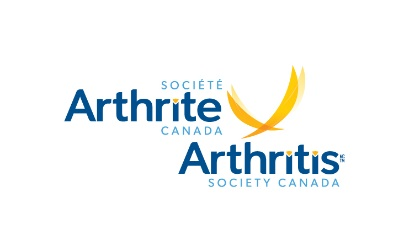 SOCIÉTÉ
Arthrite
CANADA
Arthritis
SOCIETY CANADA